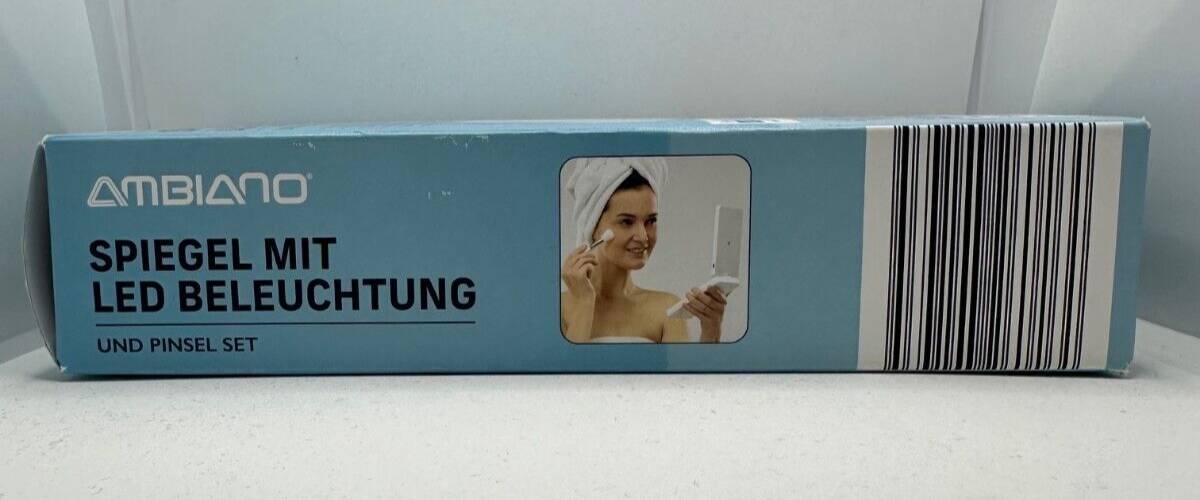 AMBIANO®
SPIEGEL MIT
LED BELEUCHTUNG
UND PINSEL SET